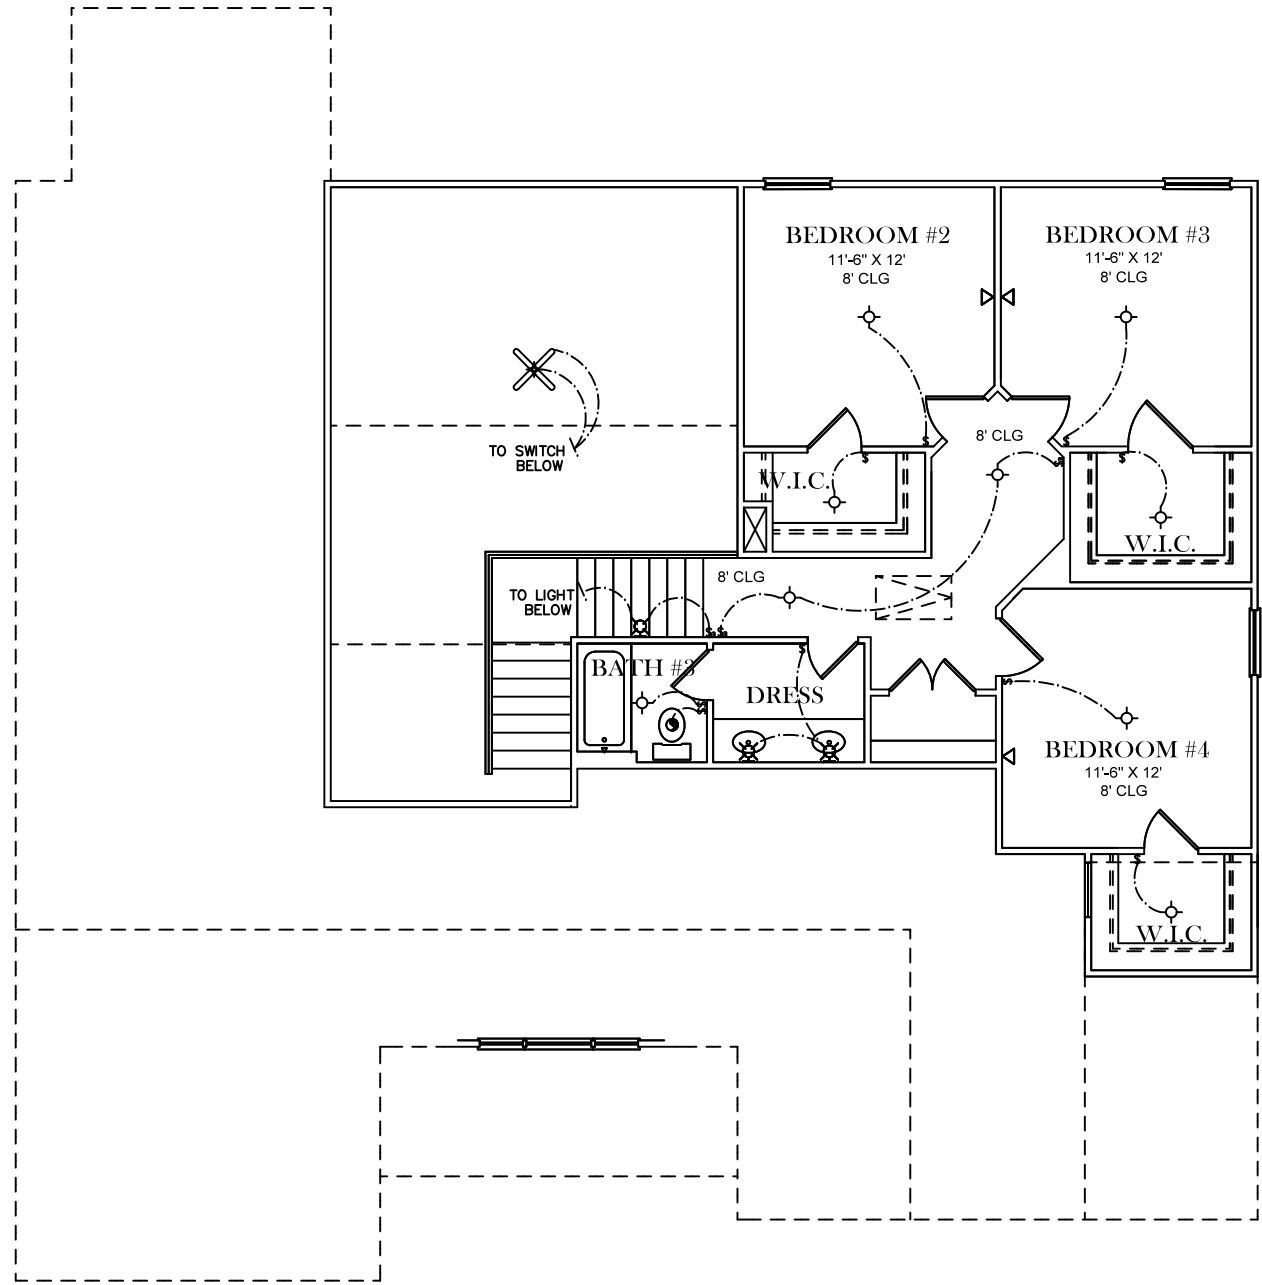 BEDROOM #2
11'-6" X 12'
8' CLG
BEDROOM #3
11'-6" X 12'
8' CLG
8' CLG
TO SWITCH
BELOW
W.I.C.
W.I.C.
8' CLG
TO LIGHT
BELOW
BATH #3
DRESS
BEDROOM #4
11'-6" X 12'
8' CLG
W.I.C.